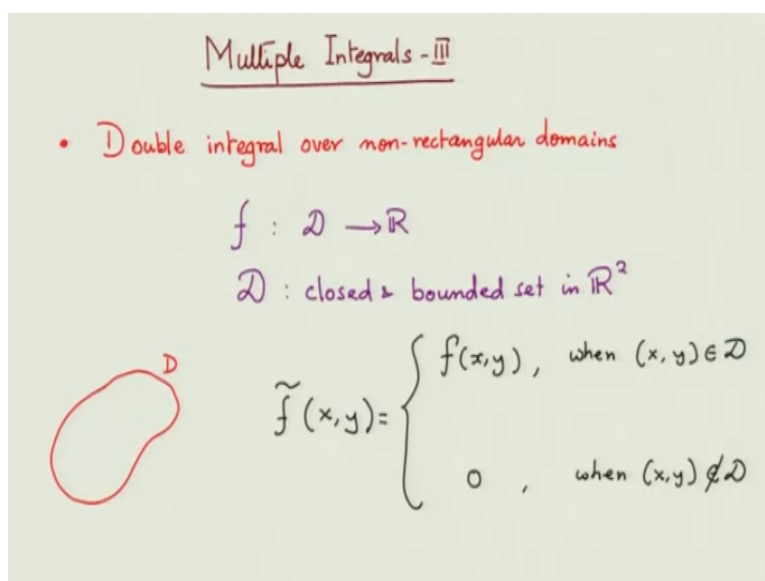 Multiple Integrals - III
• Double integral over non-rectangular domains
f : D → ℝ
D : closed & bounded set in ℝ²
D
f̃ (x,y) = { f(x,y), when (x,y) ∈ D
0 , when (x,y) ∉ D